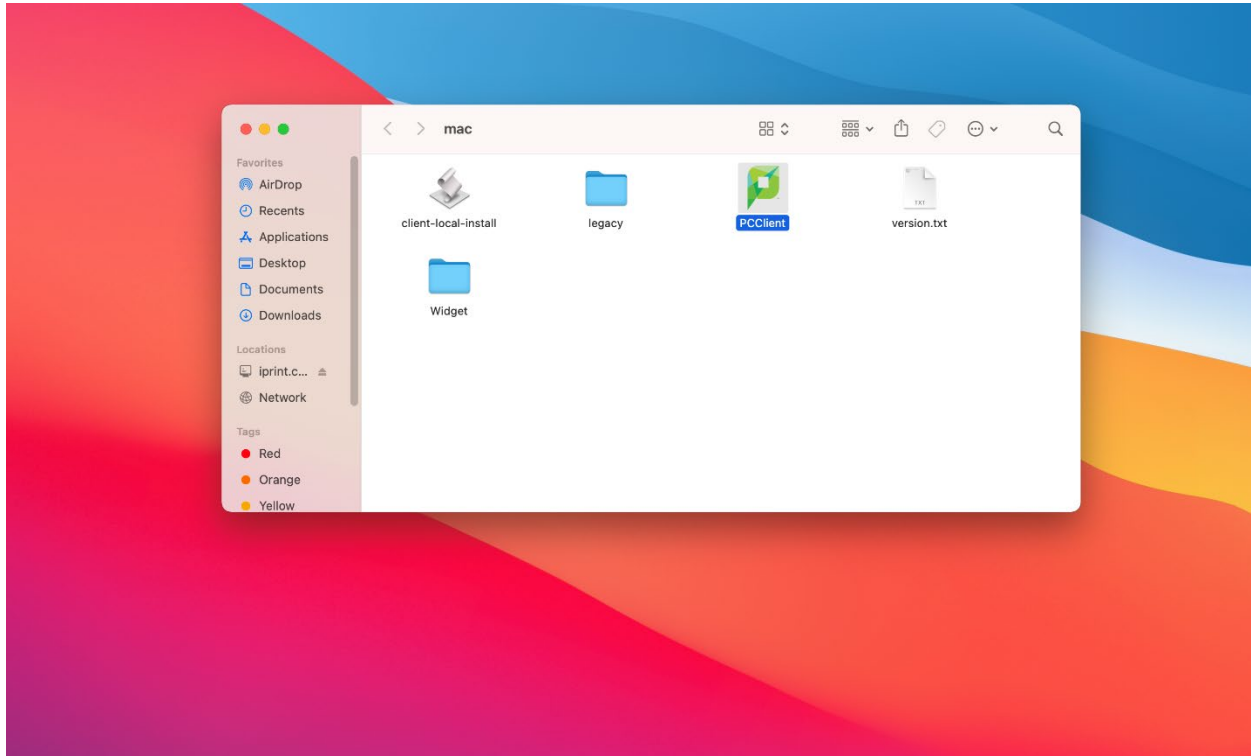 mac
Favorites
AirDrop
Recents
Applications
Desktop
Documents
Downloads
Locations
iprint.c...
Network
Tags
Red
Orange
Yellow
client-local-install
legacy
PCClient
TXT
version.txt
Widget